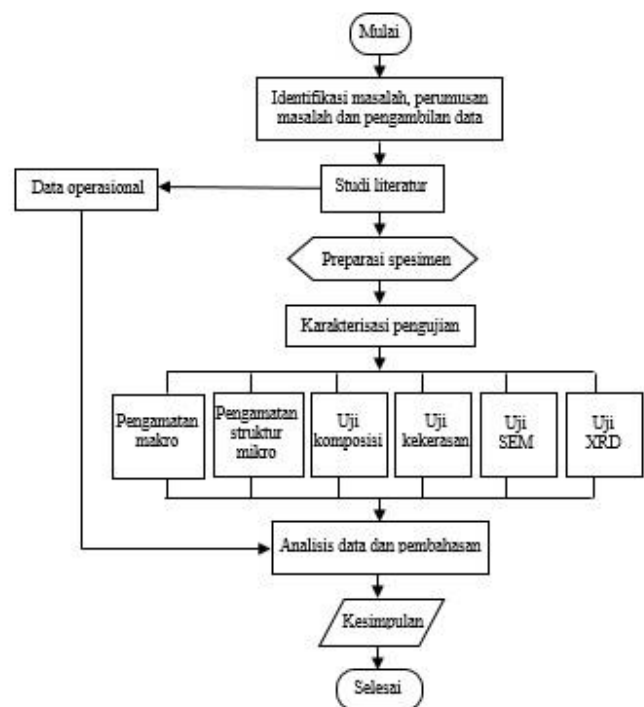 Mulai
Identifikasi masalah, perumusan
masalah dan pengambilan data
Data operasional
Studi literatur
Preparasi spesimen
Karakterisasi pengujian
Pengamatan
makro
Pengamatan
struktur
mikro
Uji
komposisi
Uji
kekerasan
Uji
SEM
Uji
XRD
Analisis data dan pembahasan
Kesimpulan
Selesai